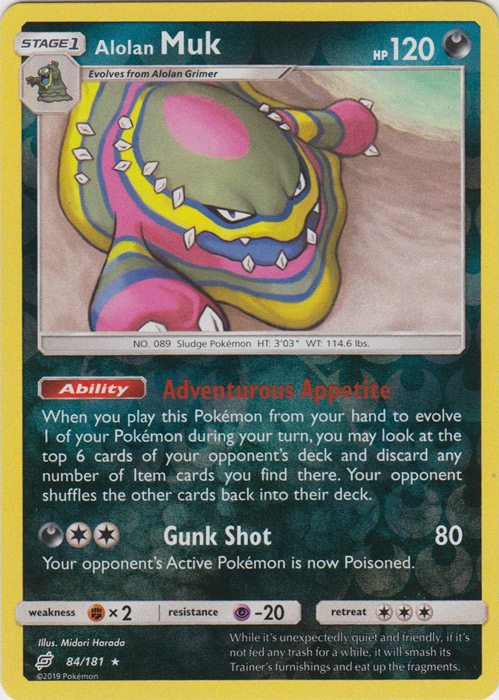 STAGE 1
Alolan Muk
HP 120
Evolves from Alolan Grimer
NO. 089 Sludge Pokémon HT: 3'03" WT: 114.6 lbs.
Ability Adventurous Appetite
When you play this Pokémon from your hand to evolve
1 of your Pokémon during your turn, you may look at the
top 6 cards of your opponent's deck and discard any
number of Item cards you find there. Your opponent
shuffles the other cards back into their deck.
Gunk Shot 80
Your opponent's Active Pokémon is now Poisoned.
weakness ×2 resistance -20 retreat
Illus. Midori Harada
84/181 ★
©2019 Pokémon
While it's unexpectedly quiet and friendly, if it's
not fed any trash for a while, it will smash its
Trainer's furnishings and eat up the fragments.